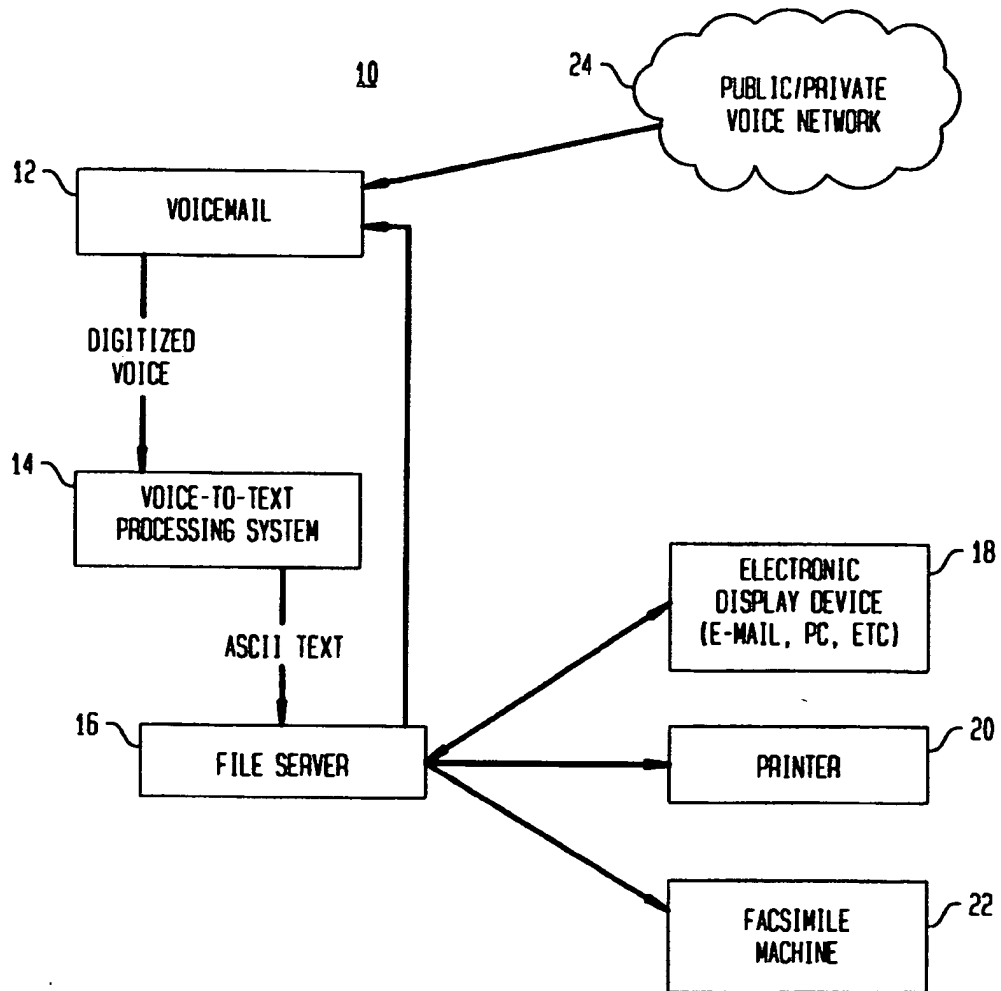 10
24
PUBLIC/PRIVATE
VOICE NETWORK
12
VOICEMAIL
DIGITIZED
VOICE
14
VOICE-TO-TEXT
PROCESSING SYSTEM
ASCII TEXT
16
FILE SERVER
18
ELECTRONIC
DISPLAY DEVICE
(E-MAIL, PC, ETC)
20
PRINTER
22
FACSIMILE
MACHINE